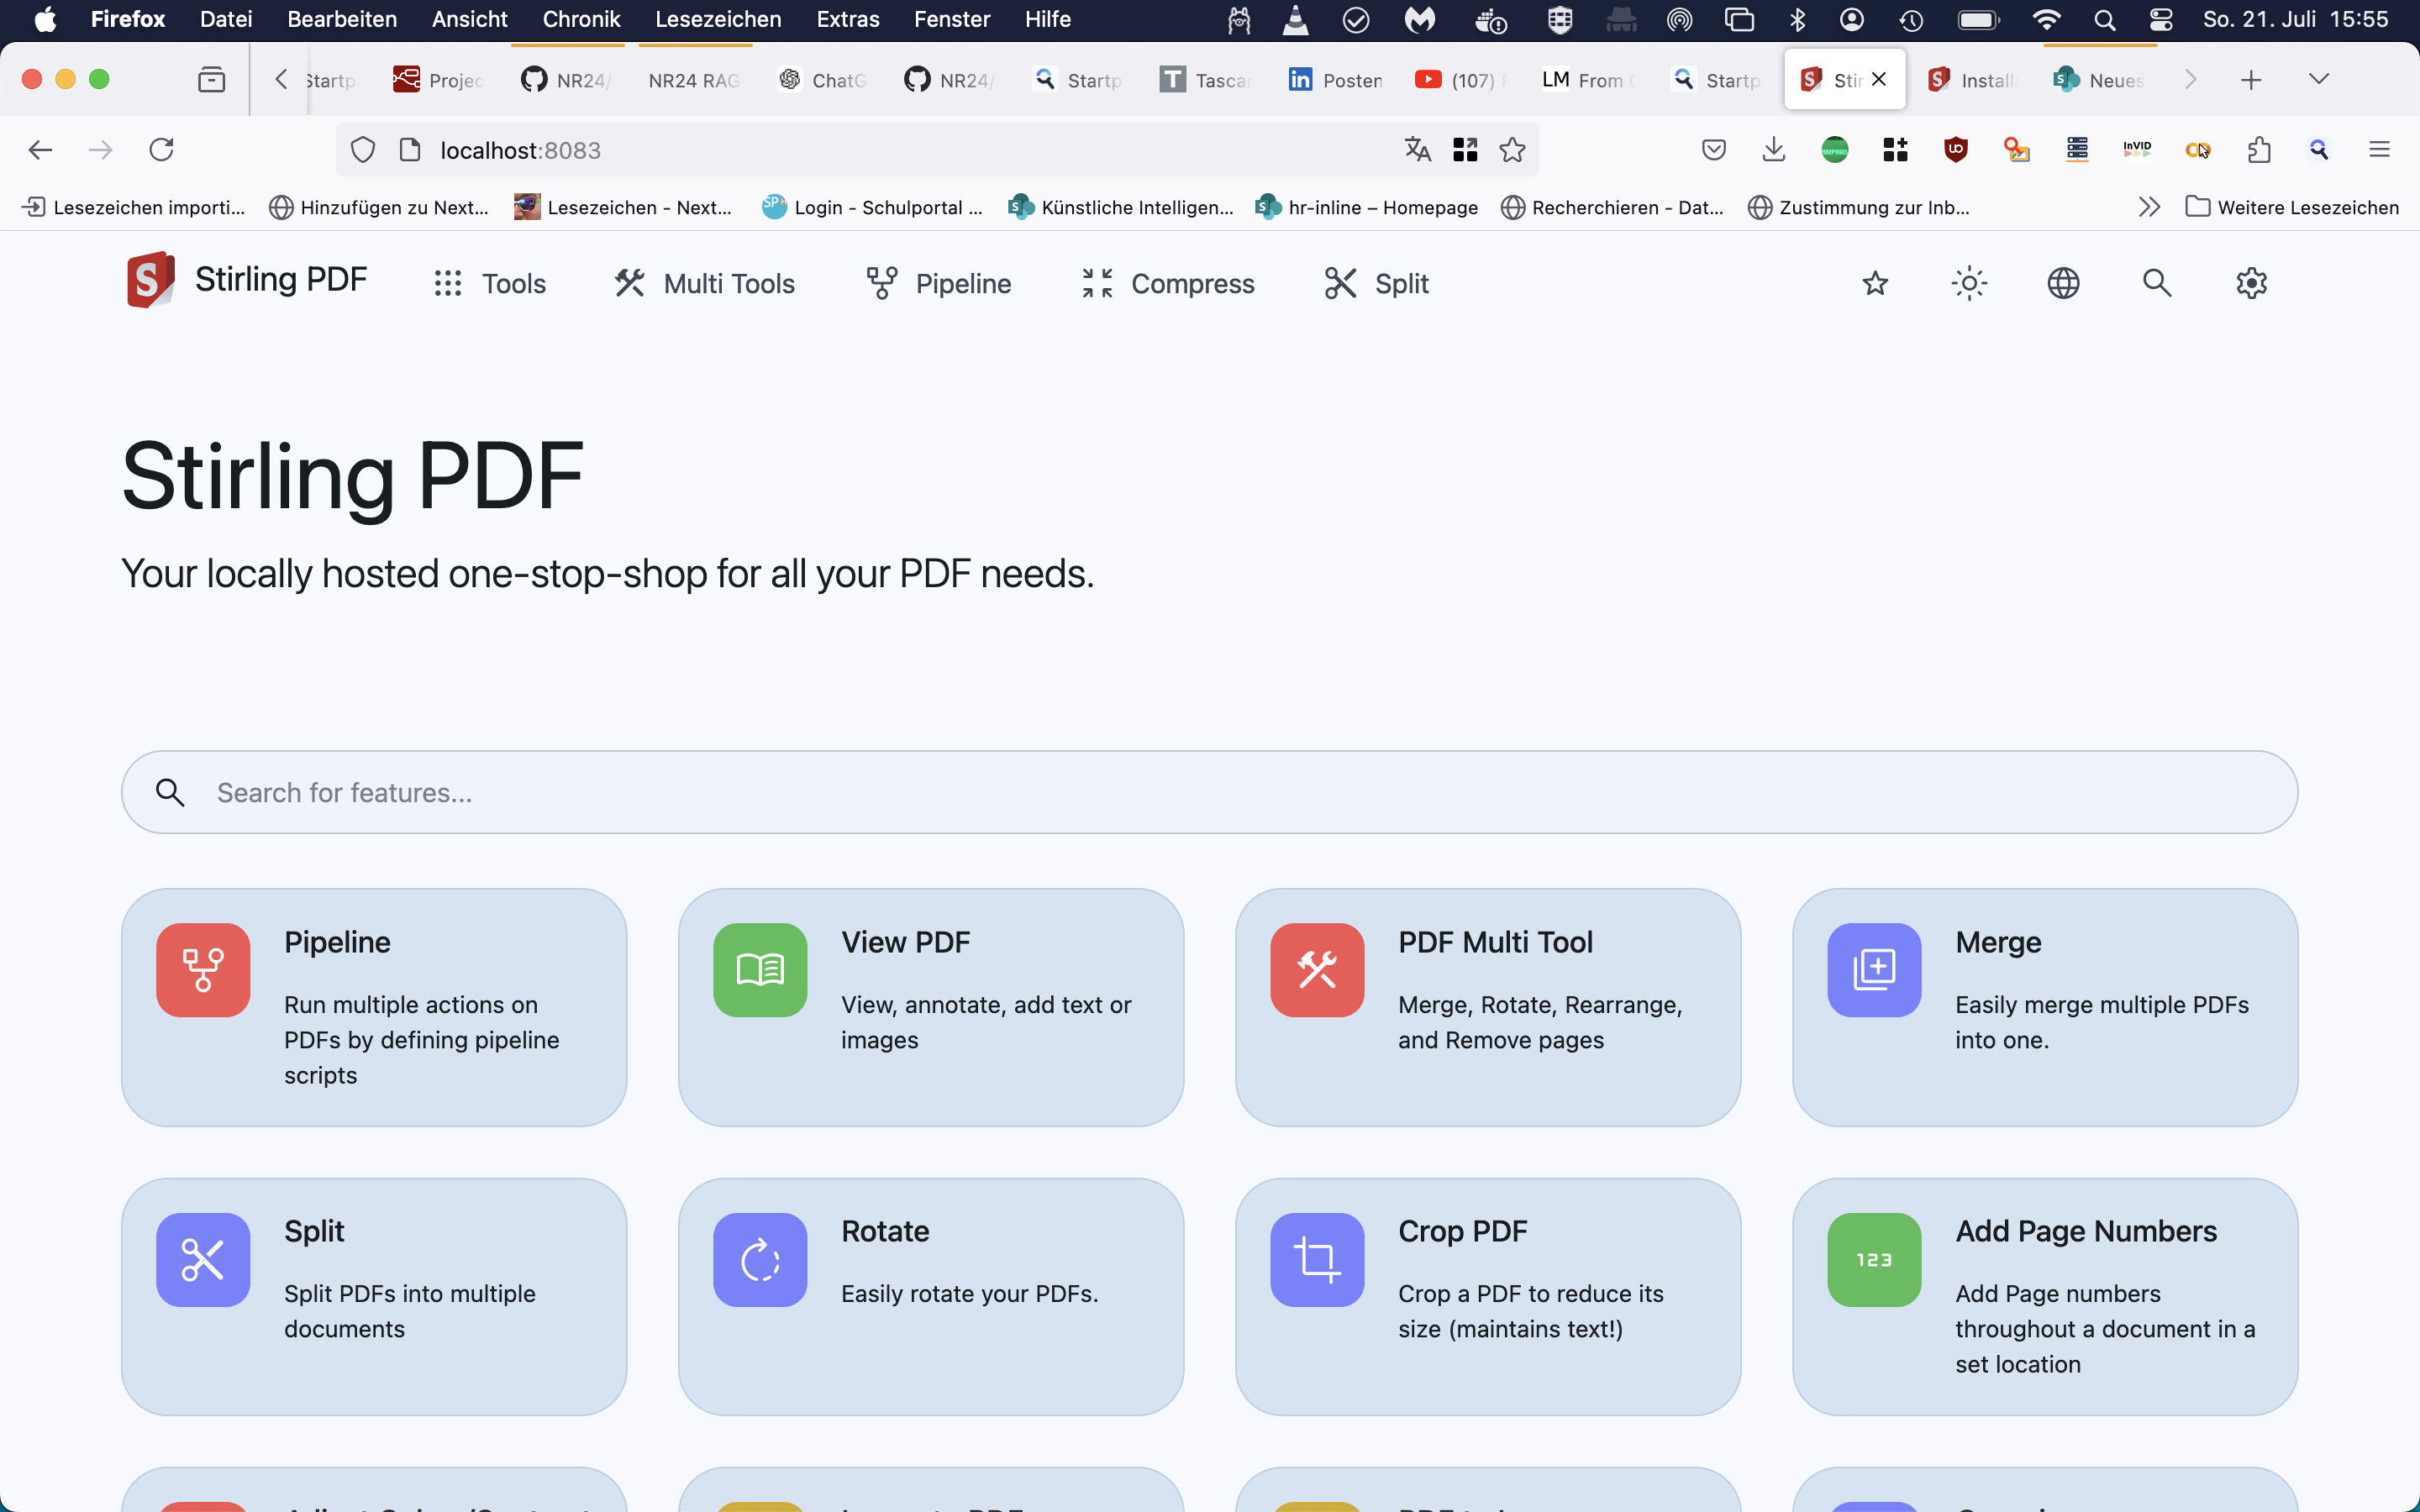 Firefox Datei Bearbeiten Ansicht Chronik Lesezeichen Extras Fenster Hilfe So. 21. Juli 15:55
Startp Projec NR24/ NR24 RAG ChatG NR24/ Startp Tascar Posten (107) LM From Startp Stir Install Neues
localhost:8083 InVID
Lesezeichen importi... Hinzufügen zu Next... Lesezeichen - Next... Login - Schulportal ... Künstliche Intelligen... hr-inline – Homepage Recherchieren - Dat... Zustimmung zur Inb... Weitere Lesezeichen
Stirling PDF Tools Multi Tools Pipeline Compress Split
Stirling PDF
Your locally hosted one-stop-shop for all your PDF needs.
Search for features...
Pipeline
Run multiple actions on
PDFs by defining pipeline
scripts
View PDF
View, annotate, add text or
images
PDF Multi Tool
Merge, Rotate, Rearrange,
and Remove pages
Merge
Easily merge multiple PDFs
into one.
Split
Split PDFs into multiple
documents
Rotate
Easily rotate your PDFs.
Crop PDF
Crop a PDF to reduce its
size (maintains text!)
123
Add Page Numbers
Add Page numbers
throughout a document in a
set location